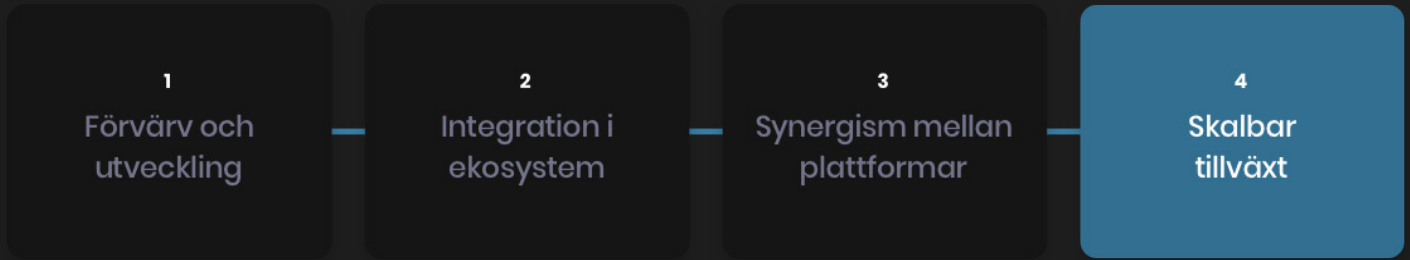 1
Förvärv och
utveckling
2
Integration i
ekosystem
3
Synergism mellan
plattformar
4
Skalbar
tillväxt